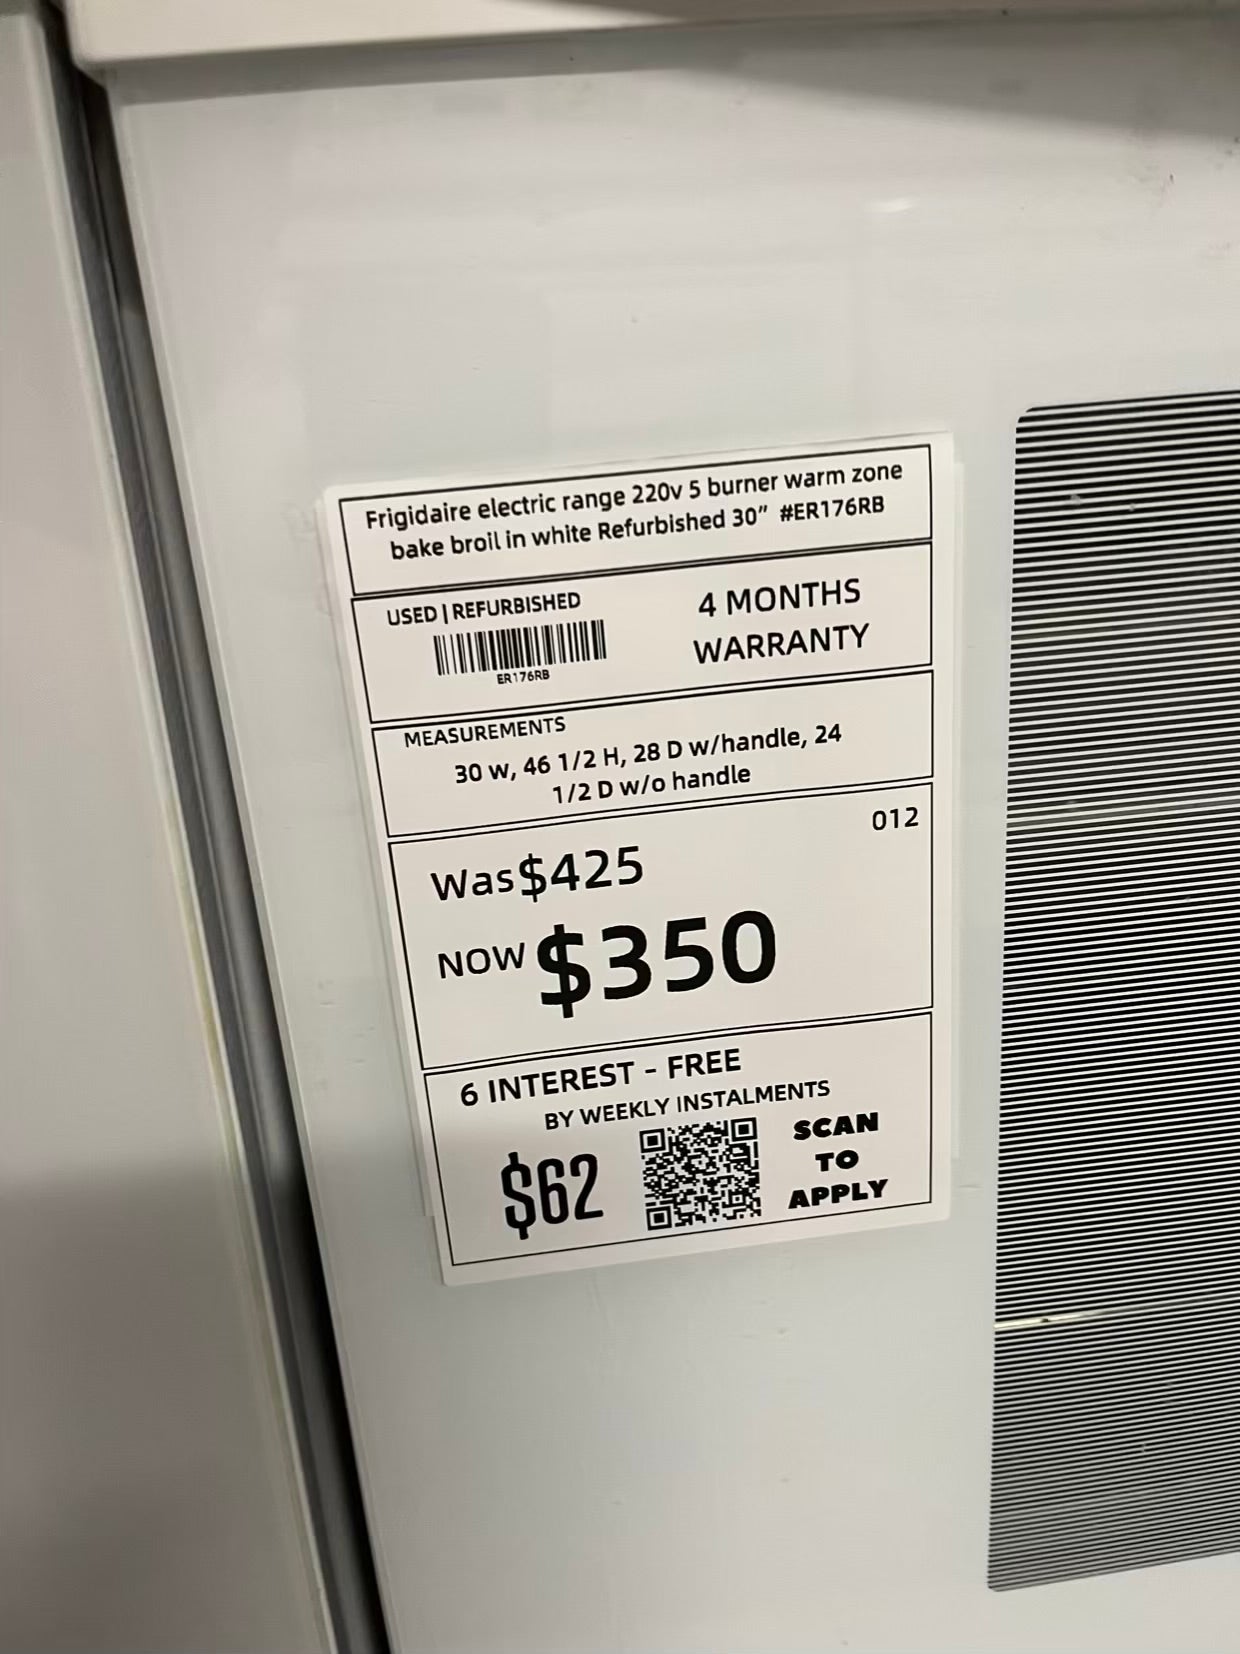 Frigidaire electric range 220v 5 burner warm zone
bake broil in white Refurbished 30” #ER176RB
USED | REFURBISHED
ER176RB
4 MONTHS
WARRANTY
MEASUREMENTS
30 w, 46 1/2 H, 28 D w/handle, 24
1/2 D w/o handle
012
Was $425
NOW $350
6 INTEREST - FREE
BY WEEKLY INSTALMENTS
$62
SCAN
TO
APPLY